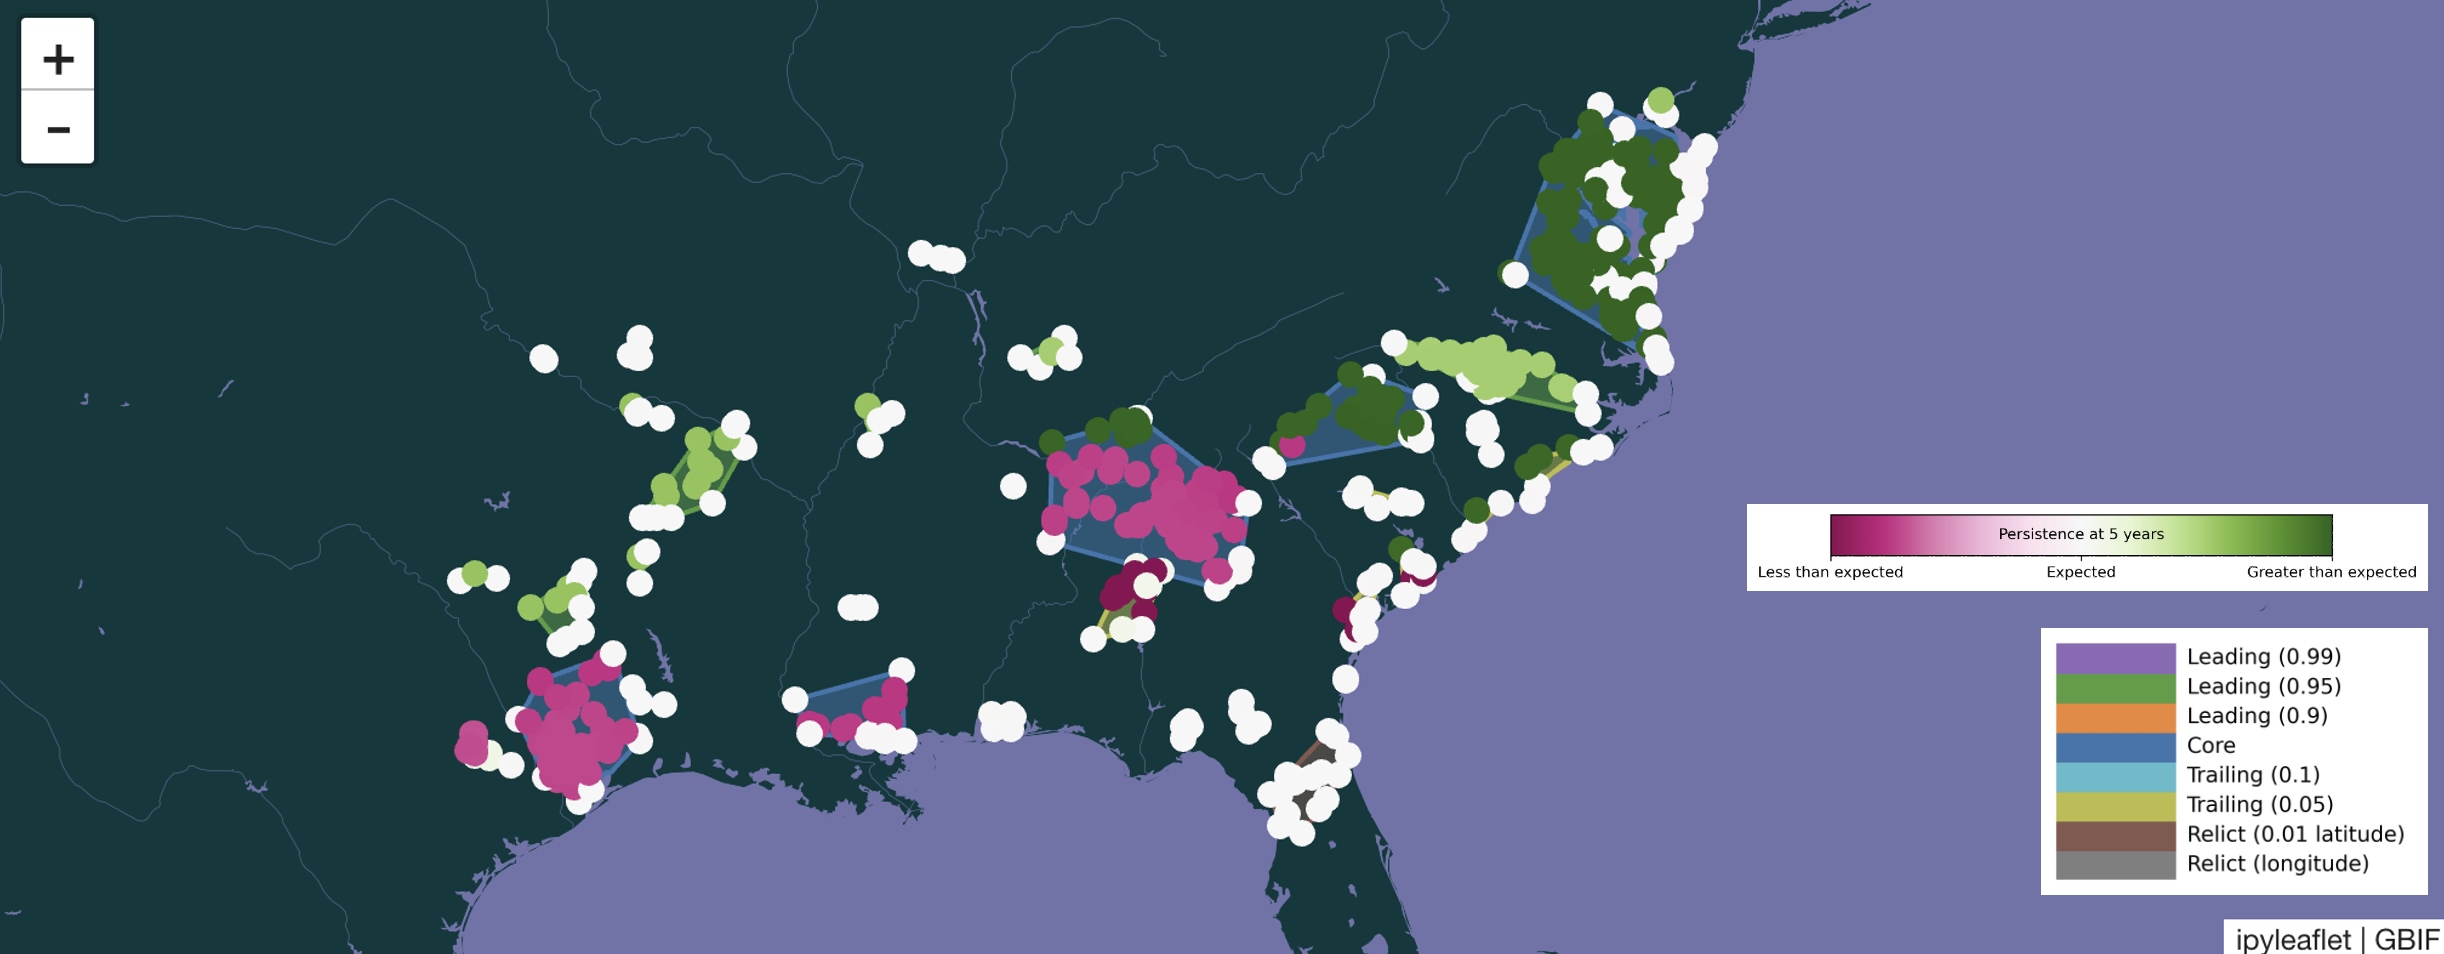 +
−
Persistence at 5 years
Less than expected Expected Greater than expected
Leading (0.99)
Leading (0.95)
Leading (0.9)
Core
Trailing (0.1)
Trailing (0.05)
Relict (0.01 latitude)
Relict (longitude)
ipyleaflet | GBIF